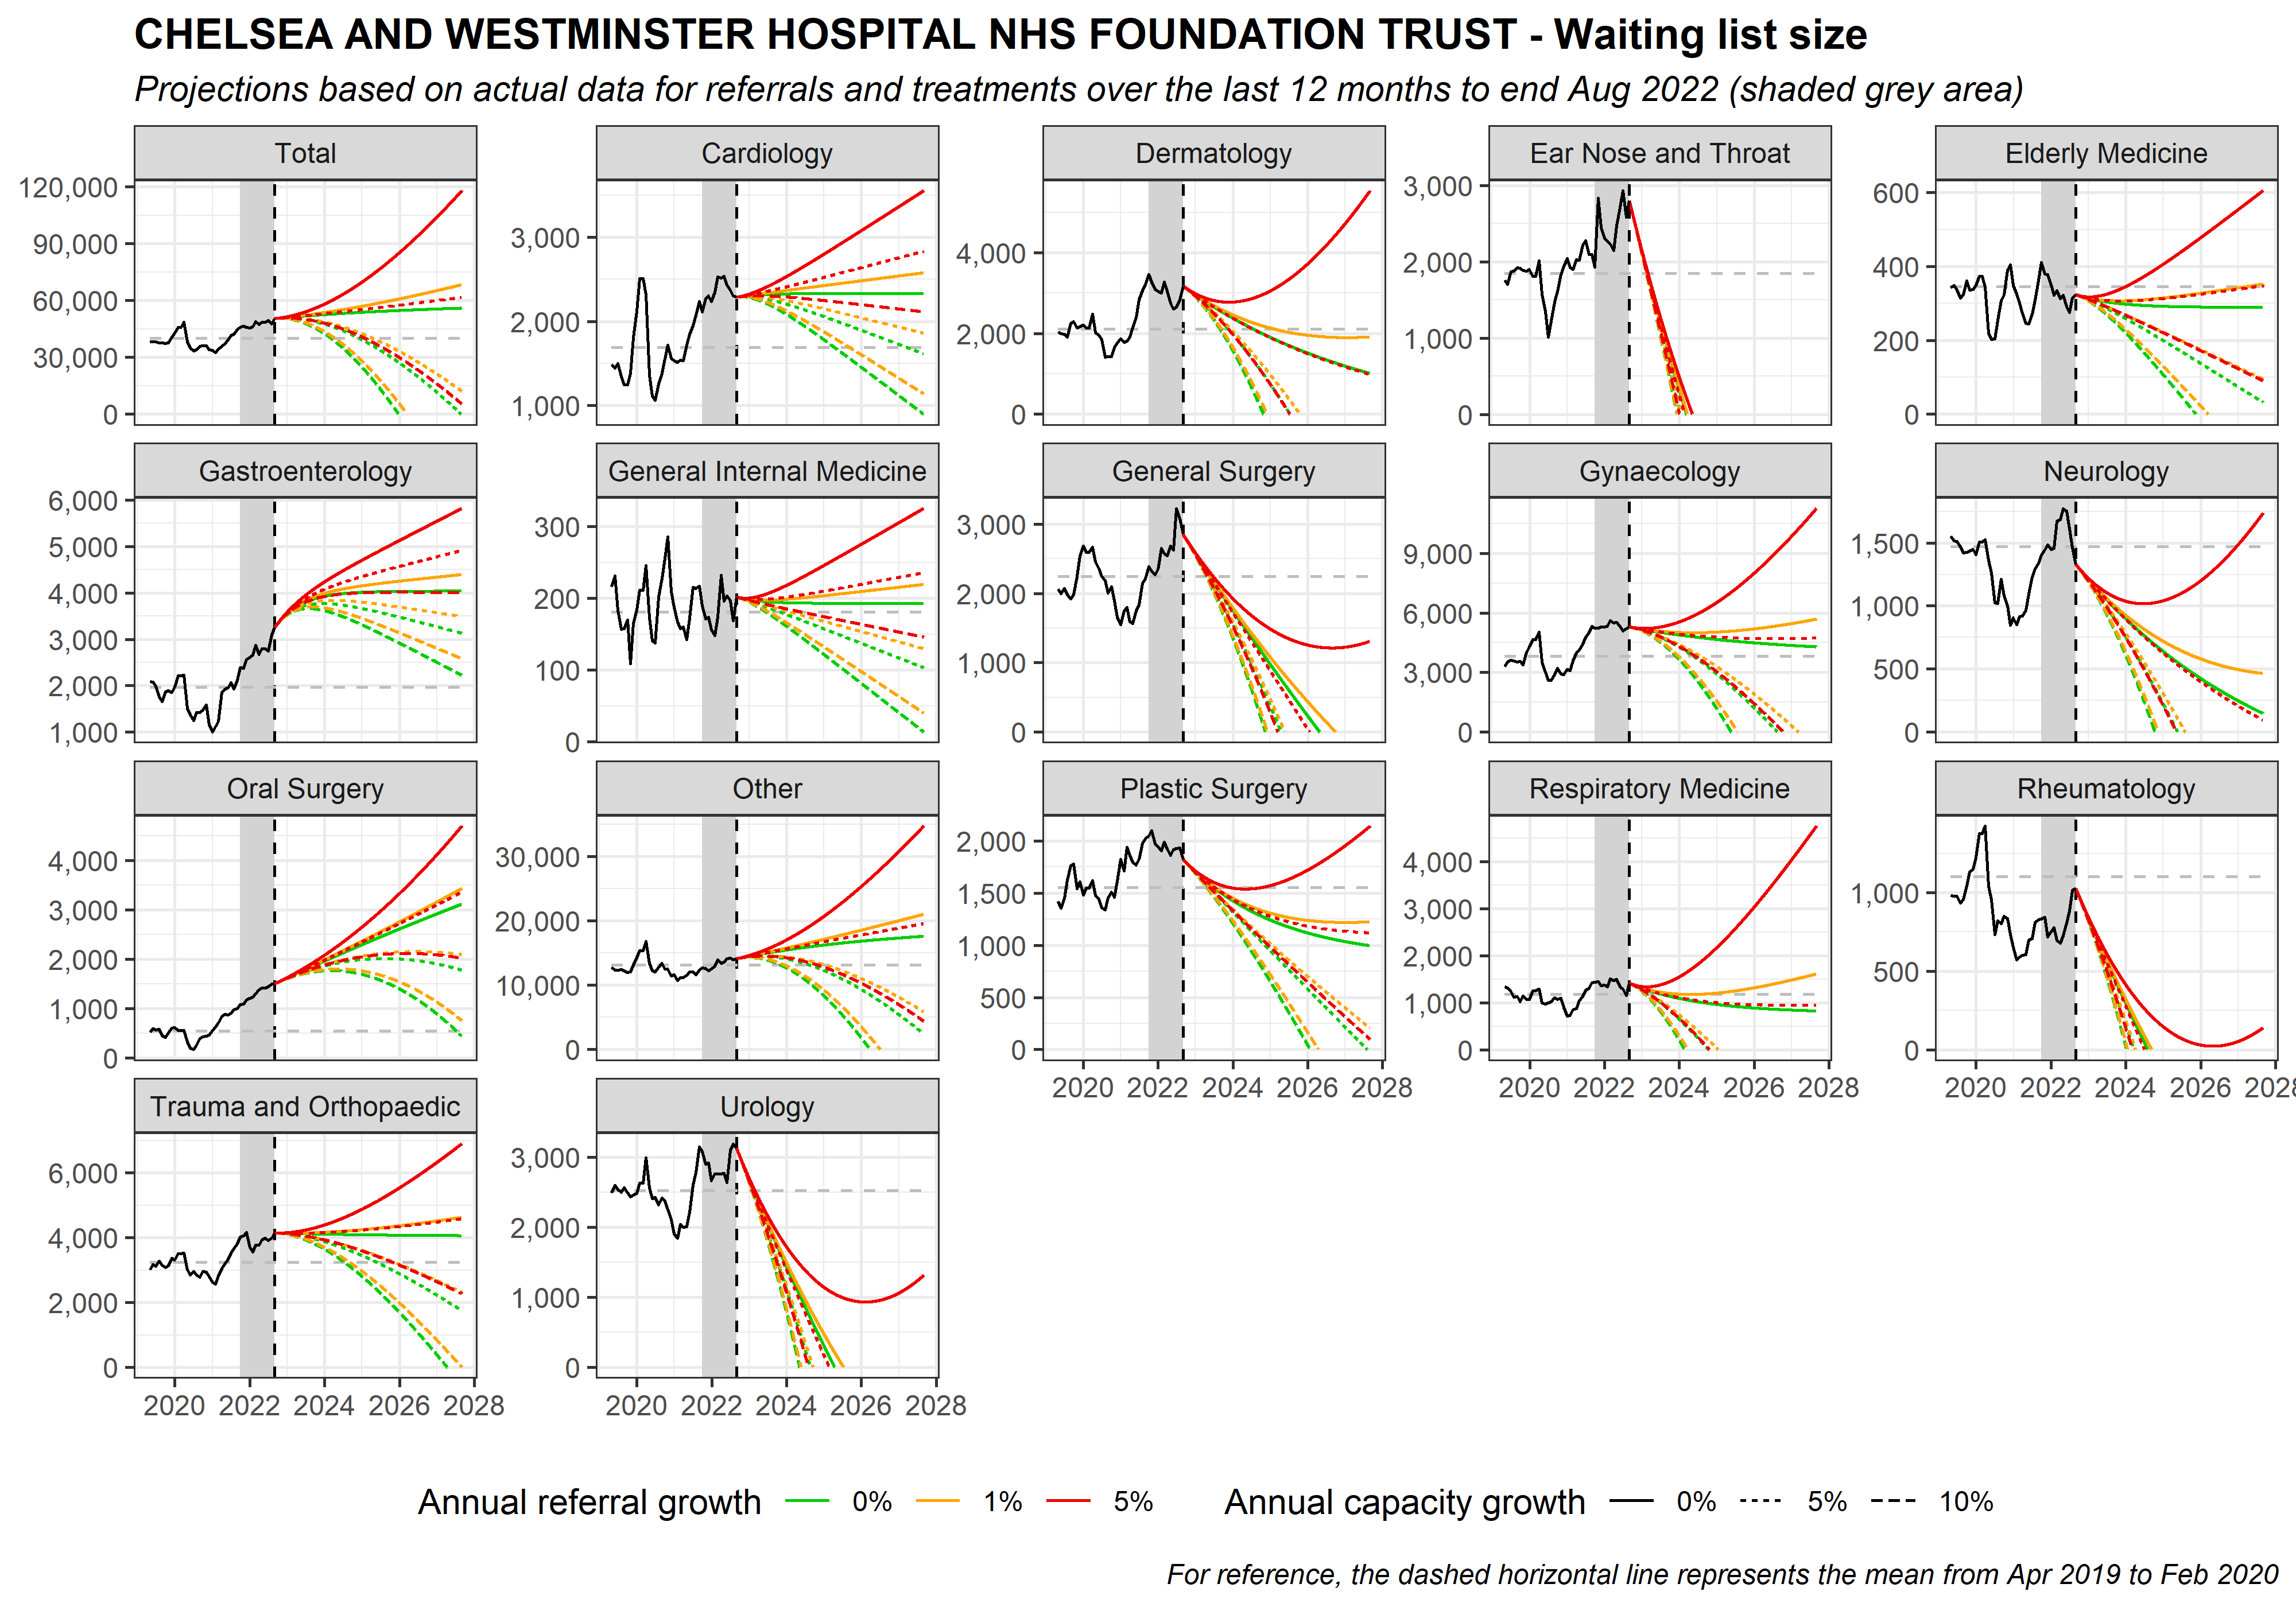 CHELSEA AND WESTMINSTER HOSPITAL NHS FOUNDATION TRUST - Waiting list size
Projections based on actual data for referrals and treatments over the last 12 months to end Aug 2022 (shaded grey area)
Total
120,000
90,000
60,000
30,000
0
Cardiology
3,000
2,000
1,000
Dermatology
4,000
2,000
0
Ear Nose and Throat
3,000
2,000
1,000
0
Elderly Medicine
600
400
200
0
Gastroenterology
6,000
5,000
4,000
3,000
2,000
1,000
General Internal Medicine
300
200
100
0
General Surgery
3,000
2,000
1,000
0
Gynaecology
9,000
6,000
3,000
0
Neurology
1,500
1,000
500
0
Oral Surgery
4,000
3,000
2,000
1,000
0
Other
30,000
20,000
10,000
0
Plastic Surgery
2,000
1,500
1,000
500
0
2020 2022 2024 2026 2028
Respiratory Medicine
4,000
3,000
2,000
1,000
0
2020 2022 2024 2026 2028
Rheumatology
1,000
500
0
2020 2022 2024 2026 2028
Trauma and Orthopaedic
6,000
4,000
2,000
0
2020 2022 2024 2026 2028
Urology
3,000
2,000
1,000
0
2020 2022 2024 2026 2028
Annual referral growth 0% 1% 5% Annual capacity growth 0% 5% 10%
For reference, the dashed horizontal line represents the mean from Apr 2019 to Feb 2020